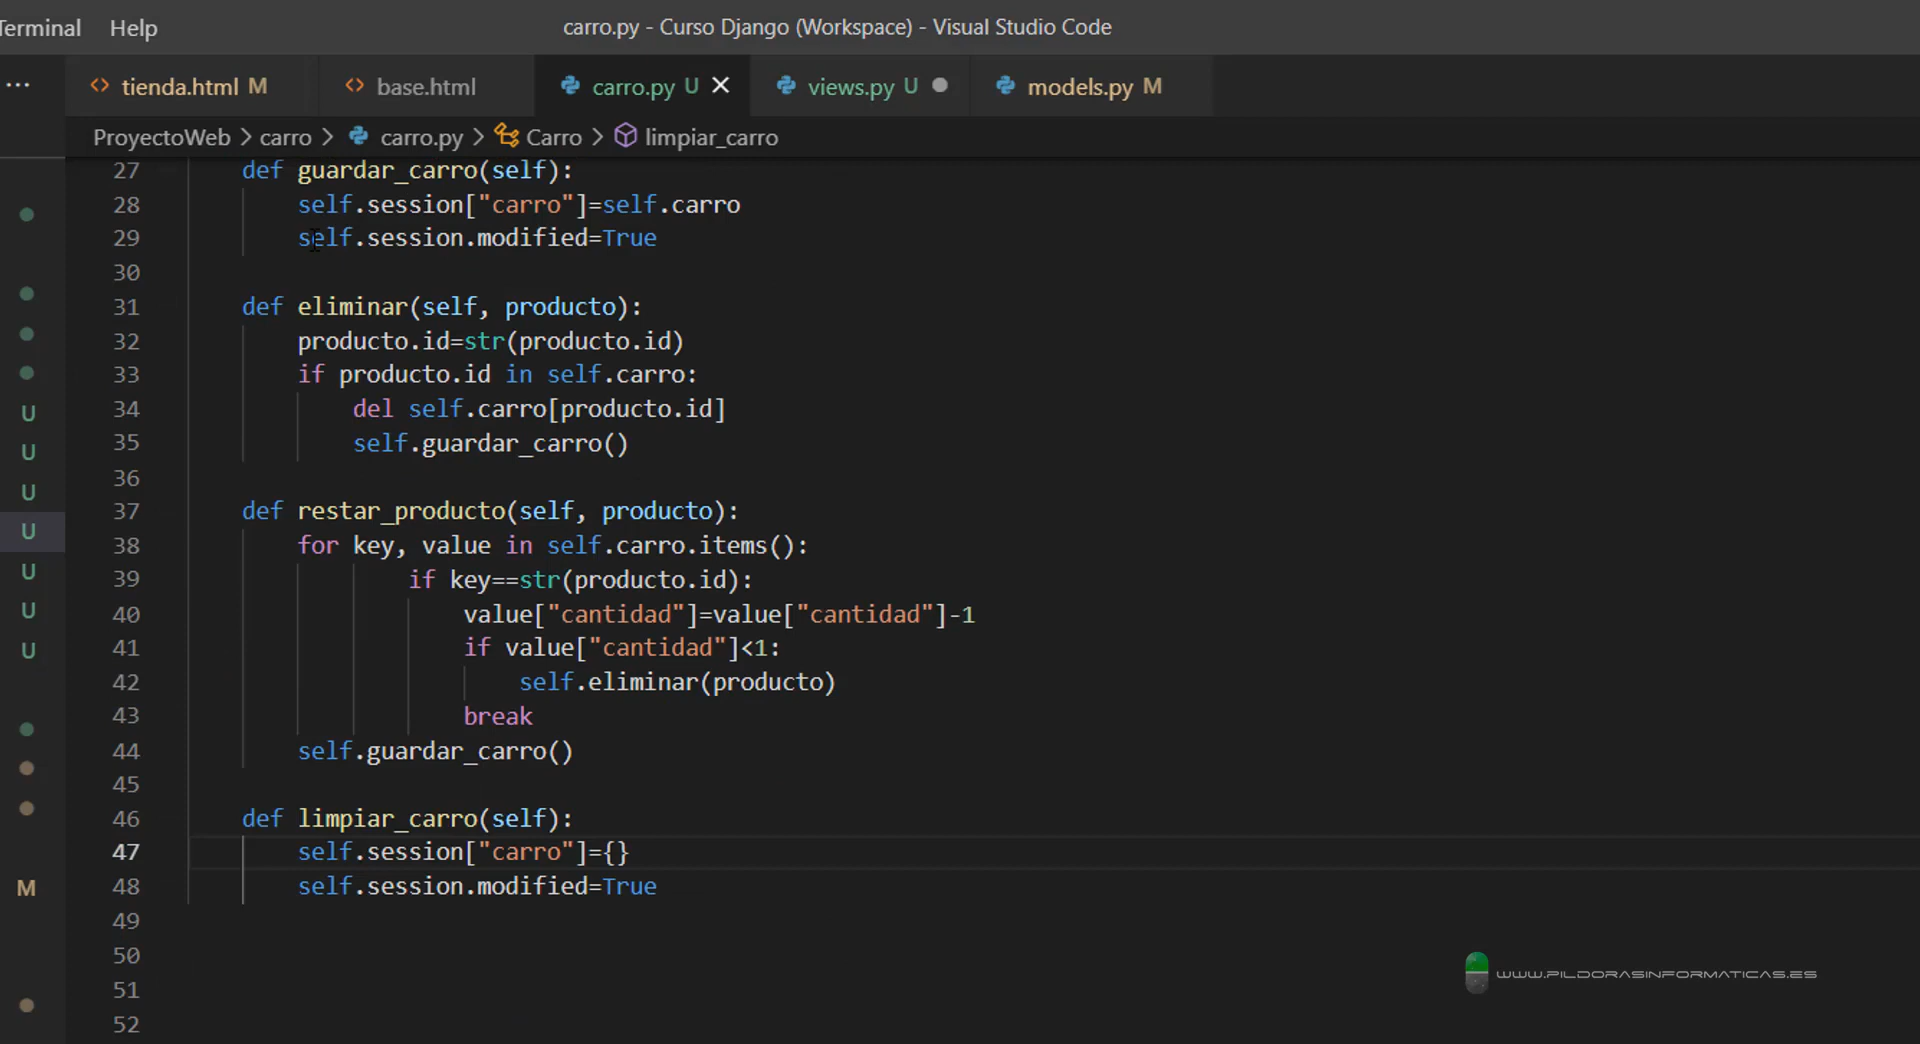 Terminal Help carro.py - Curso Django (Workspace) - Visual Studio Code
... <> tienda.html M <> base.html carro.py U × views.py U ● models.py M
ProyectoWeb > carro > carro.py > Carro > limpiar_carro
27 def guardar_carro(self):
28 self.session["carro"]=self.carro
29 self.session.modified=True
30
31 def eliminar(self, producto):
32 producto.id=str(producto.id)
33 if producto.id in self.carro:
34 del self.carro[producto.id]
35 self.guardar_carro()
36
37 def restar_producto(self, producto):
38 for key, value in self.carro.items():
39 if key==str(producto.id):
40 value["cantidad"]=value["cantidad"]-1
41 if value["cantidad"]<1:
42 self.eliminar(producto)
43 break
44 self.guardar_carro()
45
46 def limpiar_carro(self):
47 self.session["carro"]={}
48 self.session.modified=True
49
50
51
52
U
U
U
U
U
U
U
M
WWW.PILDORASINFORMATICAS.ES